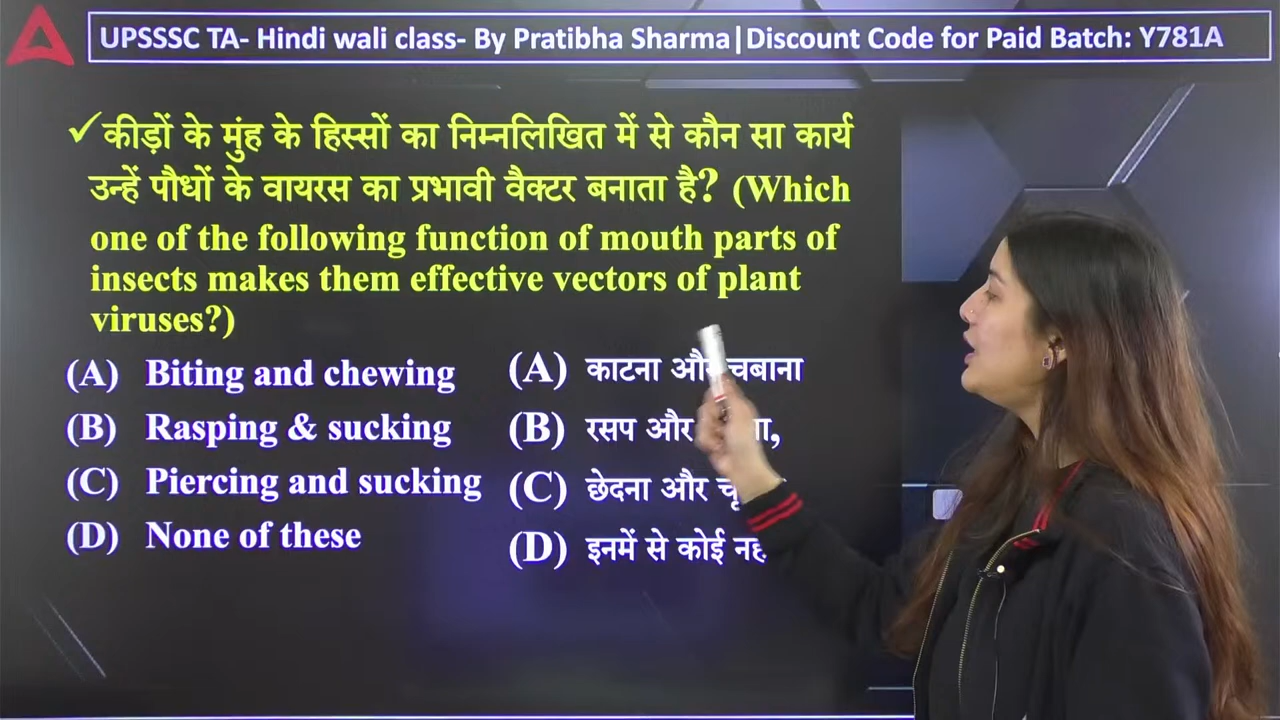 UPSSSC TA- Hindi wali class- By Pratibha Sharma|Discount Code for Paid Batch: Y781A
✓कीड़ों के मुंह के हिस्सों का निम्नलिखित में से कौन सा कार्य
उन्हें पौधों के वायरस का प्रभावी वैक्टर बनाता है? (Which
one of the following function of mouth parts of
insects makes them effective vectors of plant
viruses?)
(A) Biting and chewing
(B) Rasping & sucking
(C) Piercing and sucking
(D) None of these
(A) काटना और चबाना
(B) रसप और
(C) छेदना और
(D) इनमें से कोई